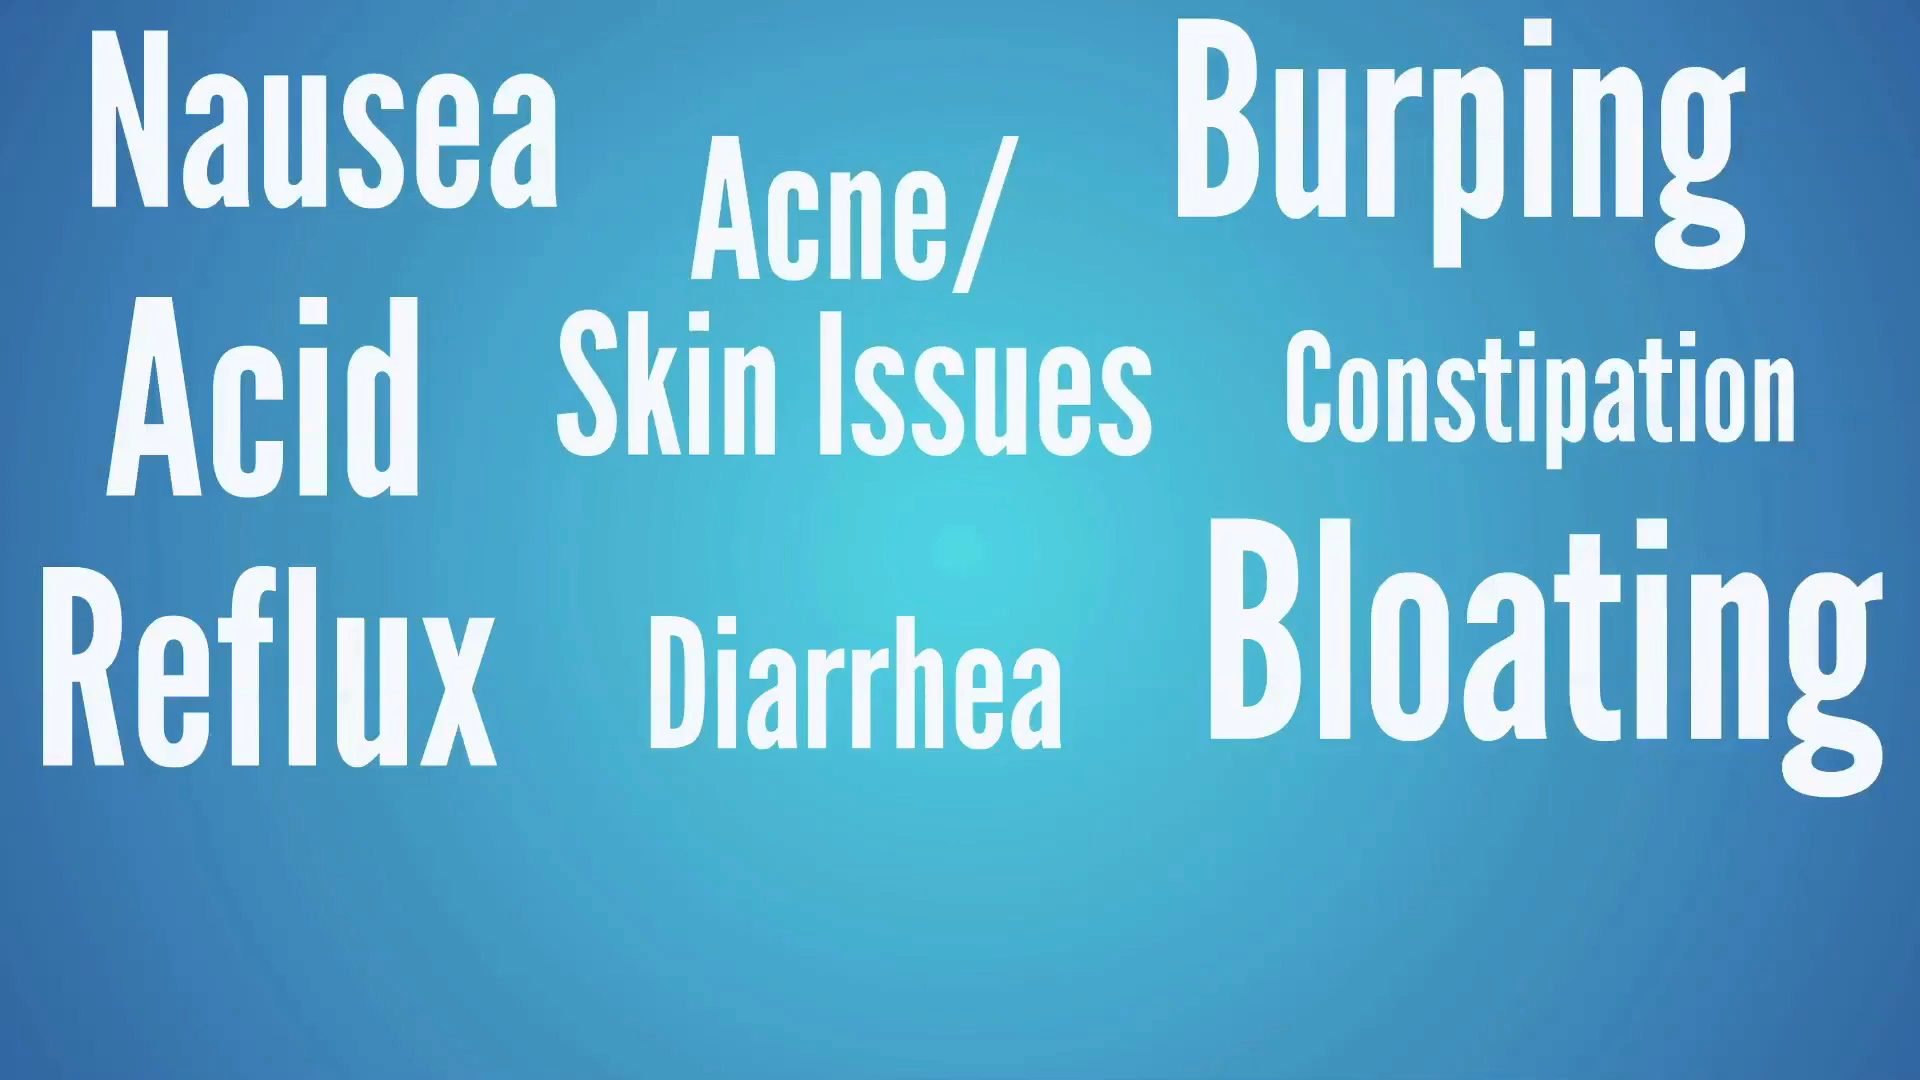 Nausea
Acid
Reflux
Acne/
Skin Issues
Diarrhea
Burping
Constipation
Bloating